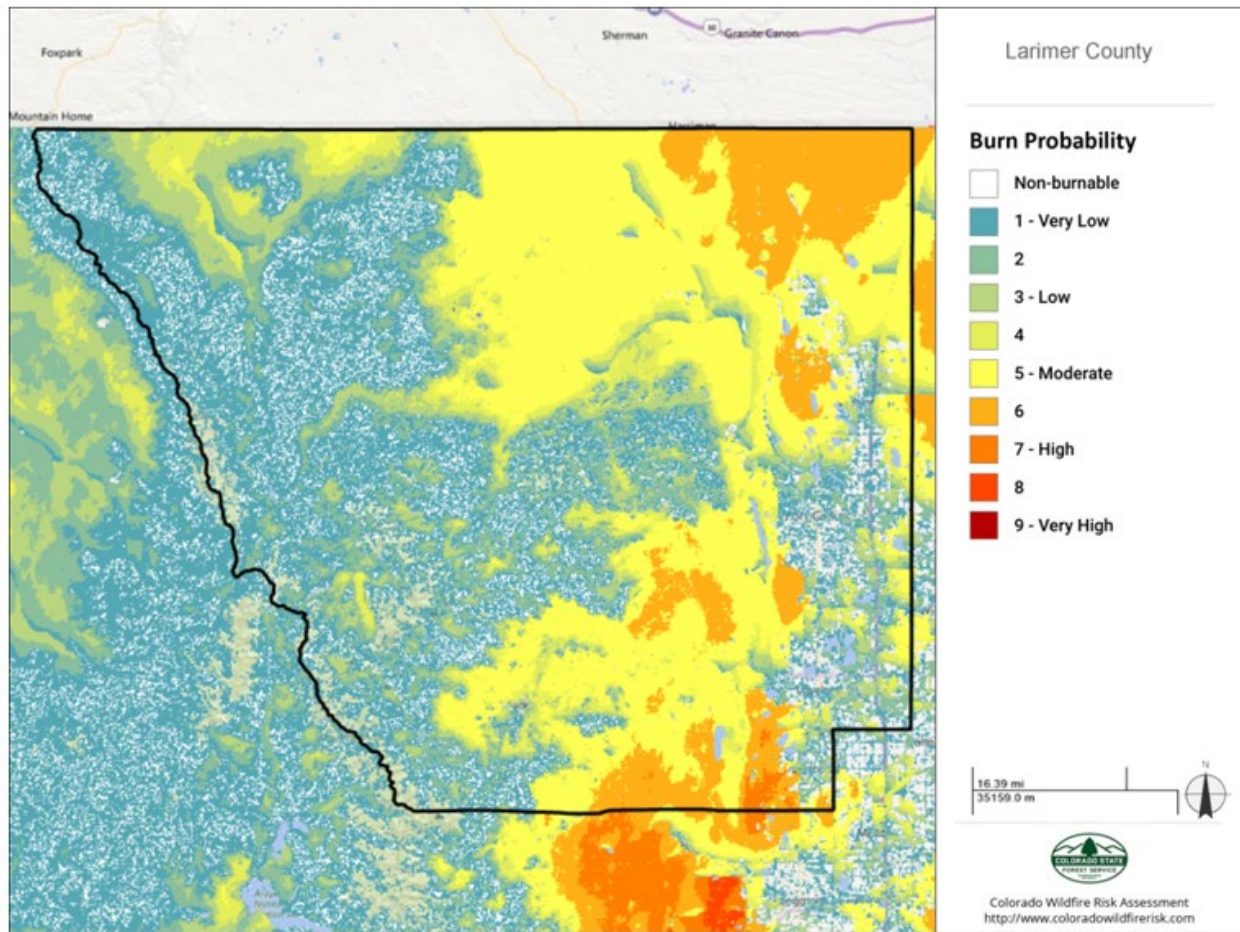 Foxpark
Sherman
80
Granite Canon
Mountain Home
Harriman
Larimer County
Burn Probability
Non-burnable
1 - Very Low
2
3 - Low
4
5 - Moderate
6
7 - High
8
9 - Very High
16.39 mi
35159.0 m
N
COLORADO STATE
FOREST SERVICE
Colorado Wildfire Risk Assessment
http://www.coloradowildfirerisk.com